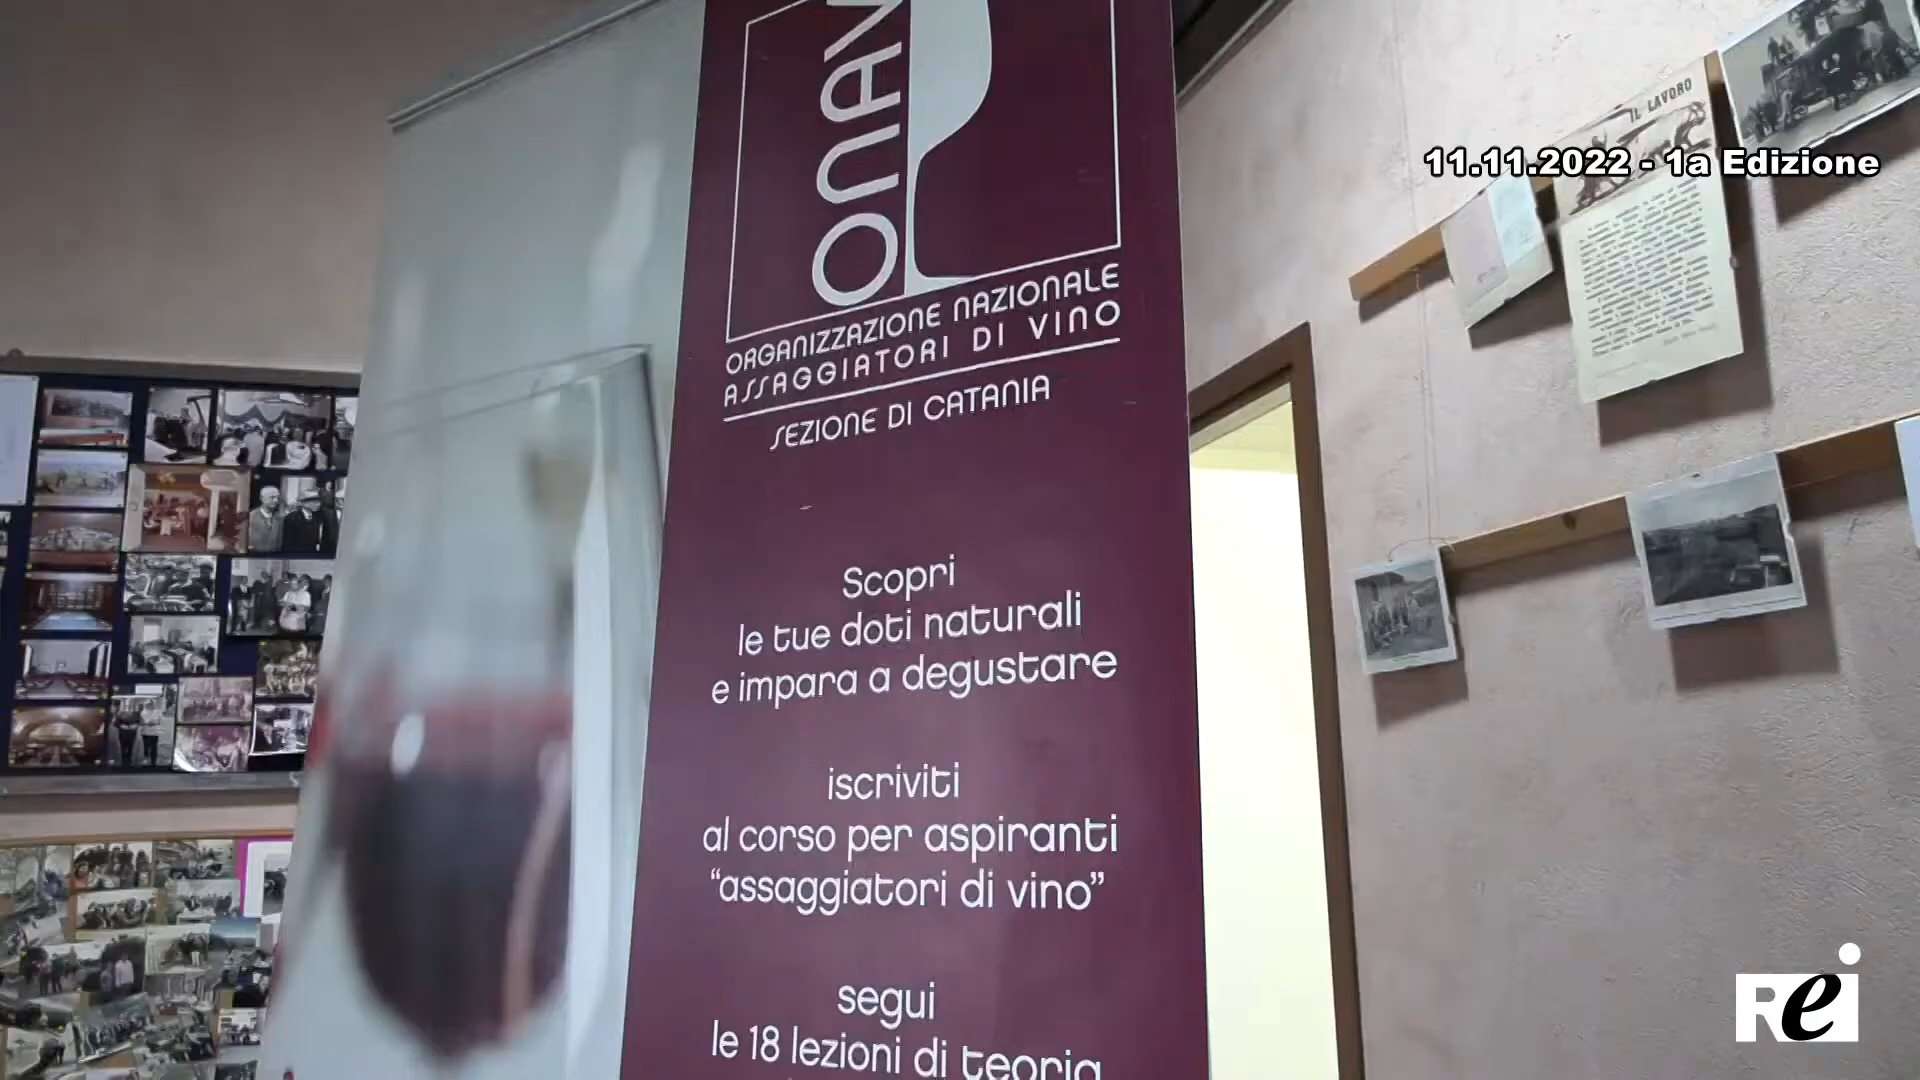 ONAV
ORGANIZZAZIONE NAZIONALE
ASSAGGIATORI DI VINO
SEZIONE DI CATANIA
Scopri
le tue doti naturali
e impara a degustare
iscriviti
al corso per aspiranti
“assaggiatori di vino”
segui
le 18 lezioni di teoria
IL LAVORO
11.11.2022 - 1a Edizione
Rei